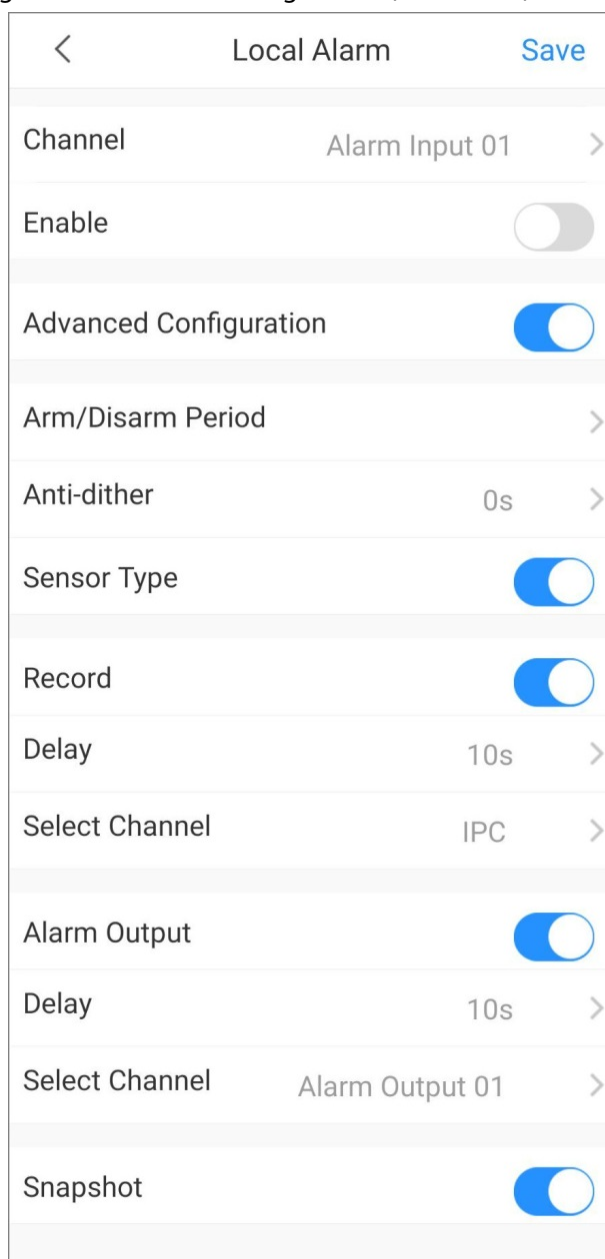 Local Alarm Save
Channel Alarm Input 01
Enable
Advanced Configuration
Arm/Disarm Period
Anti-dither 0s
Sensor Type
Record
Delay 10s
Select Channel IPC
Alarm Output
Delay 10s
Select Channel Alarm Output 01
Snapshot